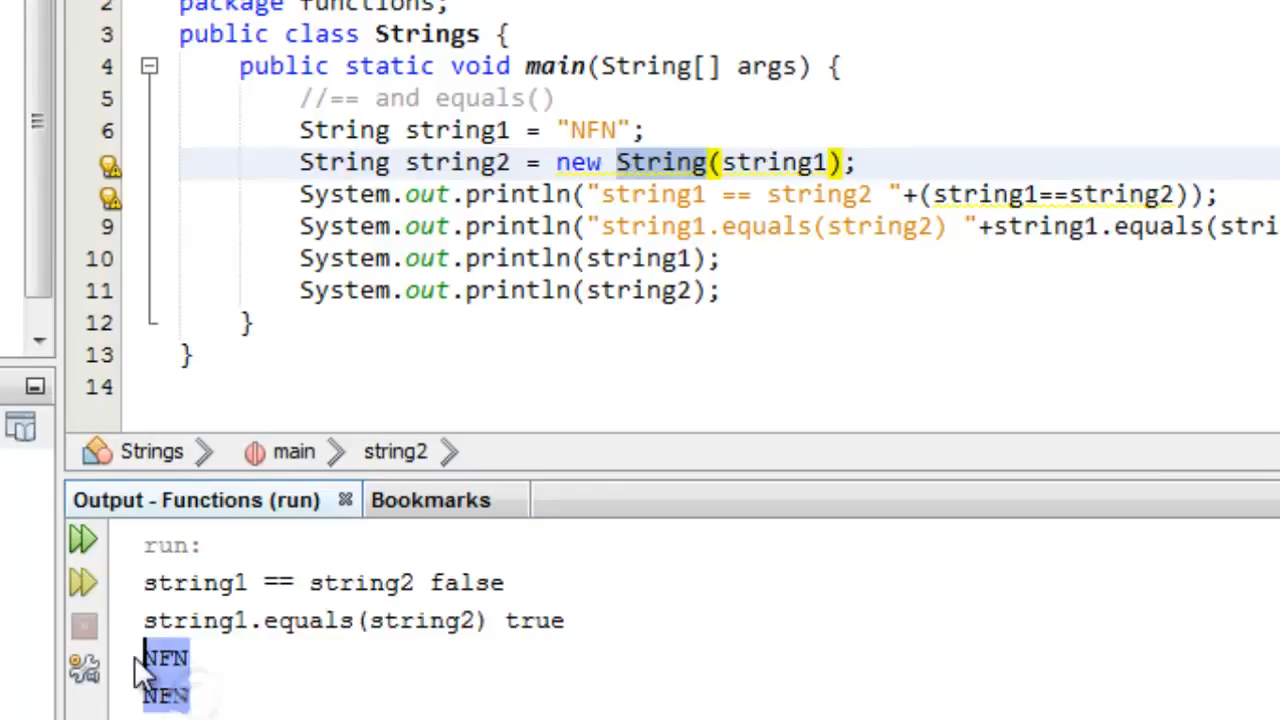 2 package functions;
3 public class Strings {
4 public static void main(String[] args) {
5 //== and equals()
6 String string1 = "NFN";
String string2 = new String(string1);
System.out.println("string1 == string2 "+(string1==string2));
9 System.out.println("string1.equals(string2) "+string1.equals(stri
10 System.out.println(string1);
11 System.out.println(string2);
12 }
13 }
14
Strings main string2
Output - Functions (run) Bookmarks
run:
string1 == string2 false
string1.equals(string2) true
NFN
NFN